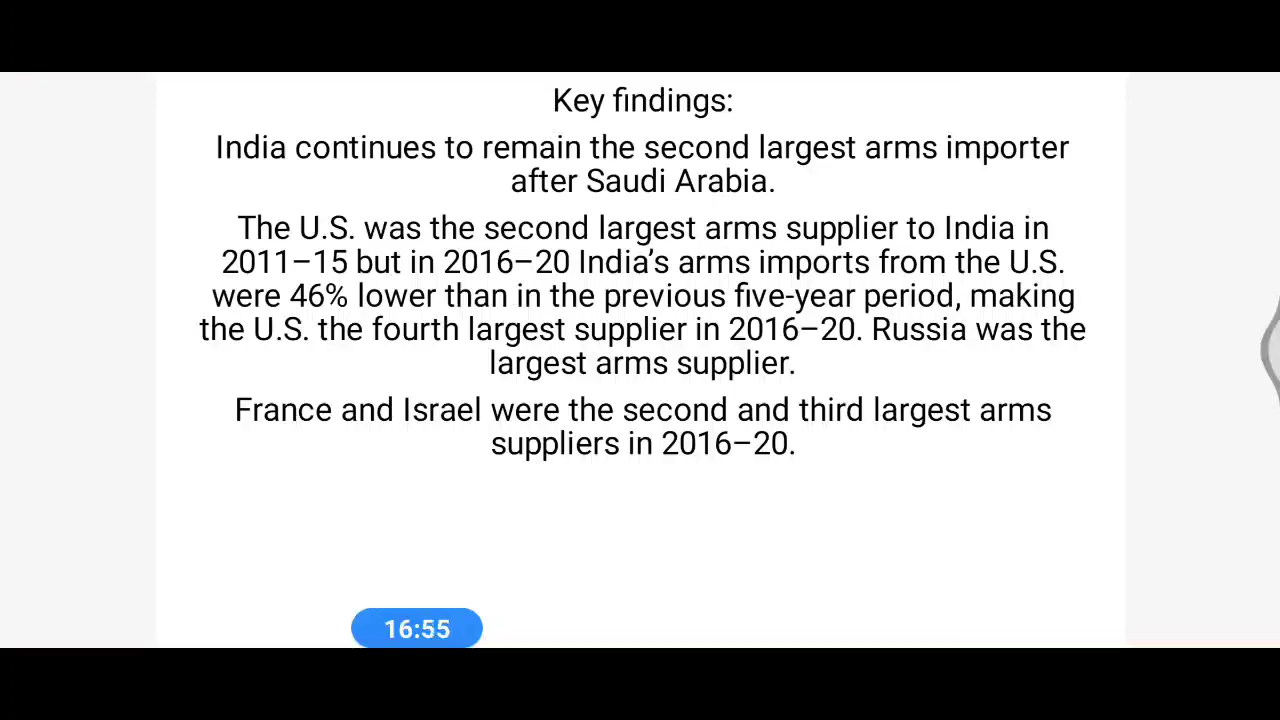 Key findings:
India continues to remain the second largest arms importer
after Saudi Arabia.
The U.S. was the second largest arms supplier to India in
2011–15 but in 2016–20 India’s arms imports from the U.S.
were 46% lower than in the previous five-year period, making
the U.S. the fourth largest supplier in 2016–20. Russia was the
largest arms supplier.
France and Israel were the second and third largest arms
suppliers in 2016–20.
16:55